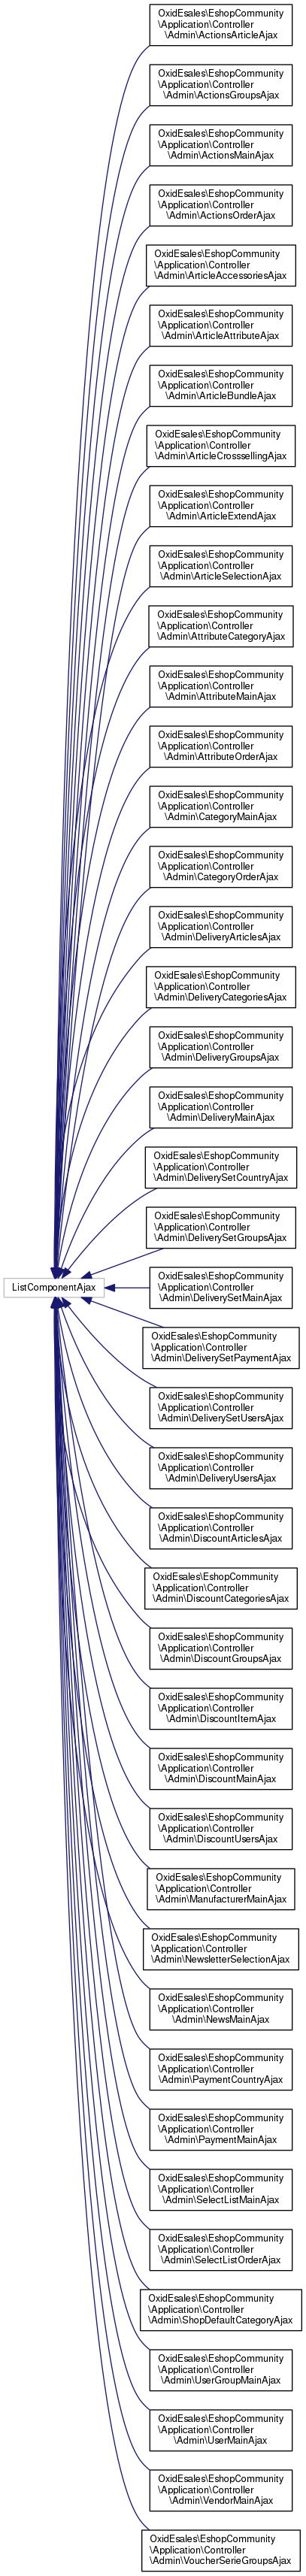 OxidEsales\EshopCommunity
\Application\Controller
\Admin\ActionsArticleAjax
OxidEsales\EshopCommunity
\Application\Controller
\Admin\ActionsGroupsAjax
OxidEsales\EshopCommunity
\Application\Controller
\Admin\ActionsMainAjax
OxidEsales\EshopCommunity
\Application\Controller
\Admin\ActionsOrderAjax
OxidEsales\EshopCommunity
\Application\Controller
\Admin\ArticleAccessoriesAjax
OxidEsales\EshopCommunity
\Application\Controller
\Admin\ArticleAttributeAjax
OxidEsales\EshopCommunity
\Application\Controller
\Admin\ArticleBundleAjax
OxidEsales\EshopCommunity
\Application\Controller
\Admin\ArticleCrosssellingAjax
OxidEsales\EshopCommunity
\Application\Controller
\Admin\ArticleExtendAjax
OxidEsales\EshopCommunity
\Application\Controller
\Admin\ArticleSelectionAjax
OxidEsales\EshopCommunity
\Application\Controller
\Admin\AttributeCategoryAjax
OxidEsales\EshopCommunity
\Application\Controller
\Admin\AttributeMainAjax
OxidEsales\EshopCommunity
\Application\Controller
\Admin\AttributeOrderAjax
OxidEsales\EshopCommunity
\Application\Controller
\Admin\CategoryMainAjax
OxidEsales\EshopCommunity
\Application\Controller
\Admin\CategoryOrderAjax
OxidEsales\EshopCommunity
\Application\Controller
\Admin\DeliveryArticlesAjax
OxidEsales\EshopCommunity
\Application\Controller
\Admin\DeliveryCategoriesAjax
OxidEsales\EshopCommunity
\Application\Controller
\Admin\DeliveryGroupsAjax
OxidEsales\EshopCommunity
\Application\Controller
\Admin\DeliveryMainAjax
OxidEsales\EshopCommunity
\Application\Controller
\Admin\DeliverySetCountryAjax
OxidEsales\EshopCommunity
\Application\Controller
\Admin\DeliverySetGroupsAjax
ListComponentAjax
OxidEsales\EshopCommunity
\Application\Controller
\Admin\DeliverySetMainAjax
OxidEsales\EshopCommunity
\Application\Controller
\Admin\DeliverySetPaymentAjax
OxidEsales\EshopCommunity
\Application\Controller
\Admin\DeliverySetUsersAjax
OxidEsales\EshopCommunity
\Application\Controller
\Admin\DeliveryUsersAjax
OxidEsales\EshopCommunity
\Application\Controller
\Admin\DiscountArticlesAjax
OxidEsales\EshopCommunity
\Application\Controller
\Admin\DiscountCategoriesAjax
OxidEsales\EshopCommunity
\Application\Controller
\Admin\DiscountGroupsAjax
OxidEsales\EshopCommunity
\Application\Controller
\Admin\DiscountItemAjax
OxidEsales\EshopCommunity
\Application\Controller
\Admin\DiscountMainAjax
OxidEsales\EshopCommunity
\Application\Controller
\Admin\DiscountUsersAjax
OxidEsales\EshopCommunity
\Application\Controller
\Admin\ManufacturerMainAjax
OxidEsales\EshopCommunity
\Application\Controller
\Admin\NewsletterSelectionAjax
OxidEsales\EshopCommunity
\Application\Controller
\Admin\NewsMainAjax
OxidEsales\EshopCommunity
\Application\Controller
\Admin\PaymentCountryAjax
OxidEsales\EshopCommunity
\Application\Controller
\Admin\PaymentMainAjax
OxidEsales\EshopCommunity
\Application\Controller
\Admin\SelectListMainAjax
OxidEsales\EshopCommunity
\Application\Controller
\Admin\SelectListOrderAjax
OxidEsales\EshopCommunity
\Application\Controller
\Admin\ShopDefaultCategoryAjax
OxidEsales\EshopCommunity
\Application\Controller
\Admin\UserGroupMainAjax
OxidEsales\EshopCommunity
\Application\Controller
\Admin\UserMainAjax
OxidEsales\EshopCommunity
\Application\Controller
\Admin\VendorMainAjax
OxidEsales\EshopCommunity
\Application\Controller
\Admin\VoucherSerieGroupsAjax